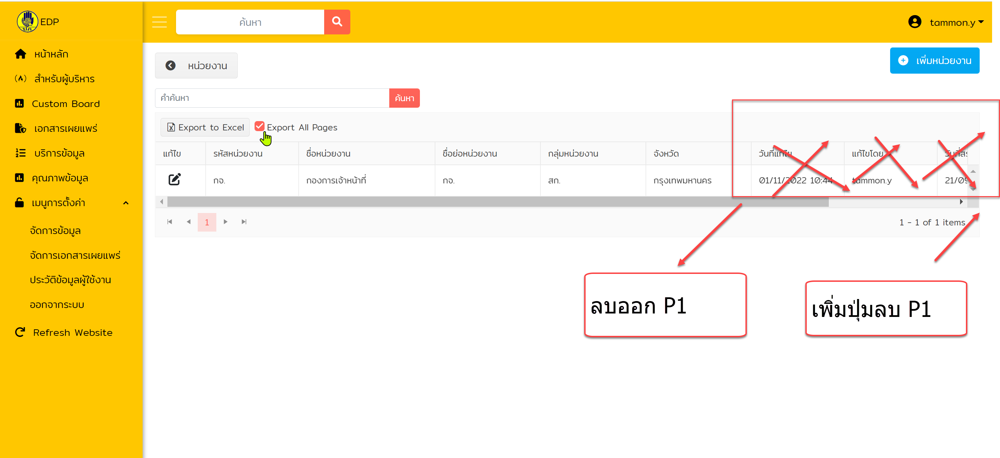 ปภ
EDP
ค้นหา
tammon.y
หน้าหลัก
สำหรับผู้บริหาร
Custom Board
เอกสารเผยแพร่
บริการข้อมูล
คุณภาพข้อมูล
เมนูการตั้งค่า
จัดการข้อมูล
จัดการเอกสารเผยแพร่
ประวัติข้อมูลผู้ใช้งาน
ออกจากระบบ
Refresh Website
หน่วยงาน
เพิ่มหน่วยงาน
คำค้นหา
ค้นหา
Export to Excel
Export All Pages
แก้ไข รหัสหน่วยงาน ชื่อหน่วยงาน ชื่อย่อหน่วยงาน กลุ่มหน่วยงาน จังหวัด วันที่แก้ไข แก้ไขโดย วันที่ส
กจ. กองการเจ้าหน้าที่ กจ. สก. กรุงเทพมหานคร 01/11/2022 10:44 tammon.y 21/09
1
1 - 1 of 1 items
ลบออก P1
เพิ่มปุ่มลบ P1